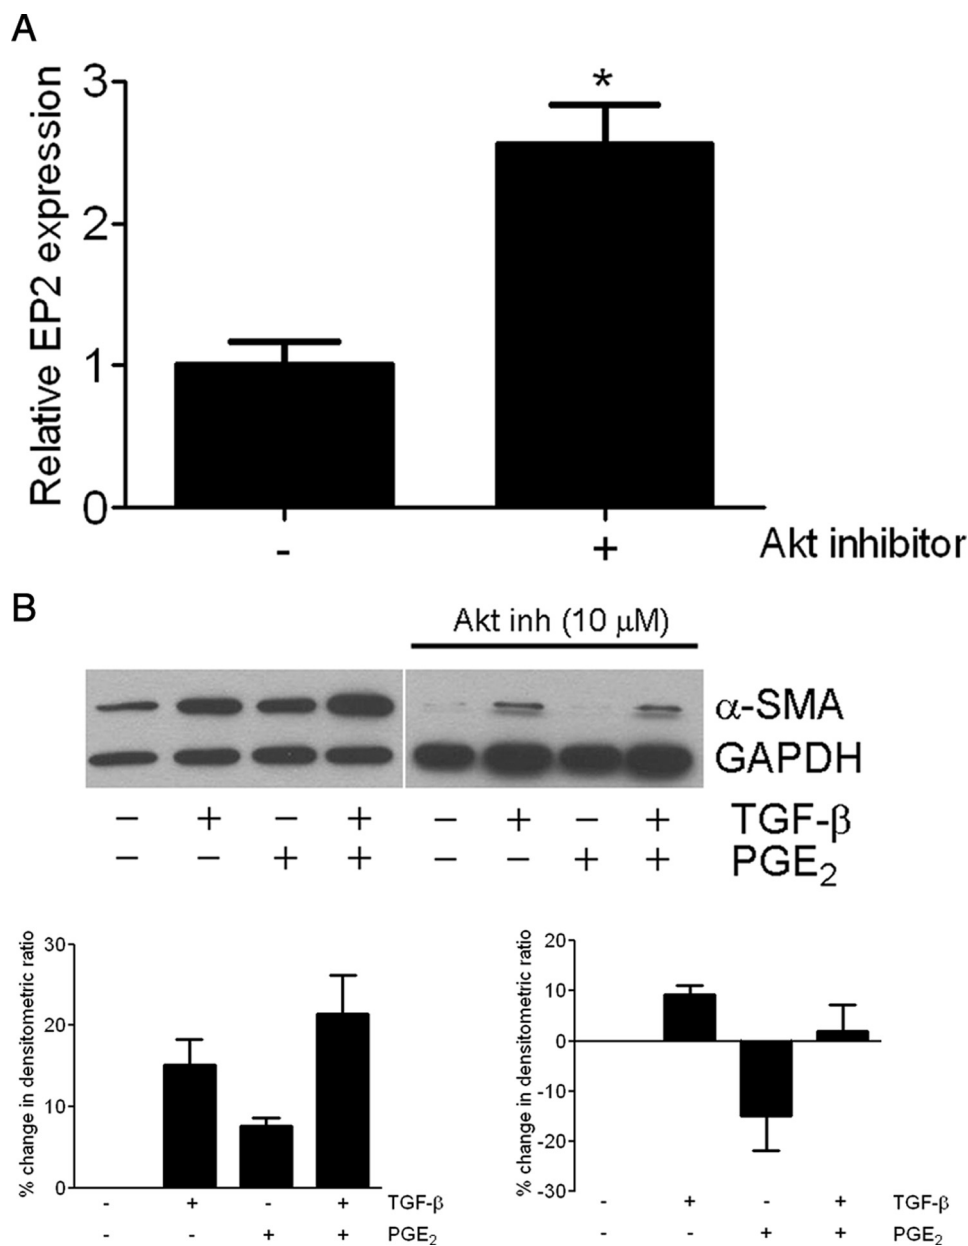 A
Relative EP2 expression
3
2
1
0
*
- + Akt inhibitor
B
Akt inh (10 μM)
α-SMA
GAPDH
− + − + − + − + TGF-β
− − + + − − + + PGE₂
% change in densitometric ratio
30
20
10
0
- + - + TGF-β
- - + + PGE₂
% change in densitometric ratio
20
10
0
-10
-20
-30
- + - + TGF-β
- - + + PGE₂